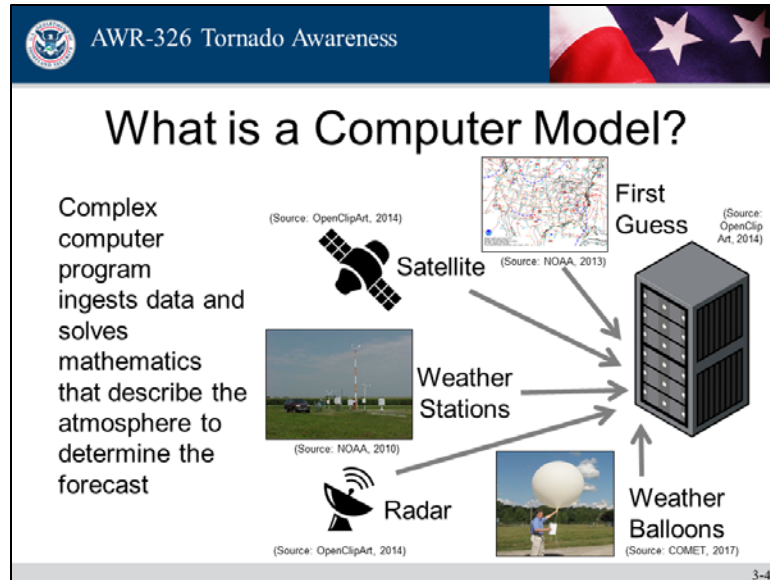 AWR-326 Tornado Awareness
What is a Computer Model?
Complex
computer
program
ingests data and
solves
mathematics
that describe the
atmosphere to
determine the
forecast
(Source: OpenClipArt, 2014)
Satellite
First
Guess
(Source: NOAA, 2013)
(Source:
OpenClip
Art, 2014)
Weather
Stations
(Source: NOAA, 2010)
Radar
(Source: OpenClipArt, 2014)
Weather
Balloons
(Source: COMET, 2017)
3-4